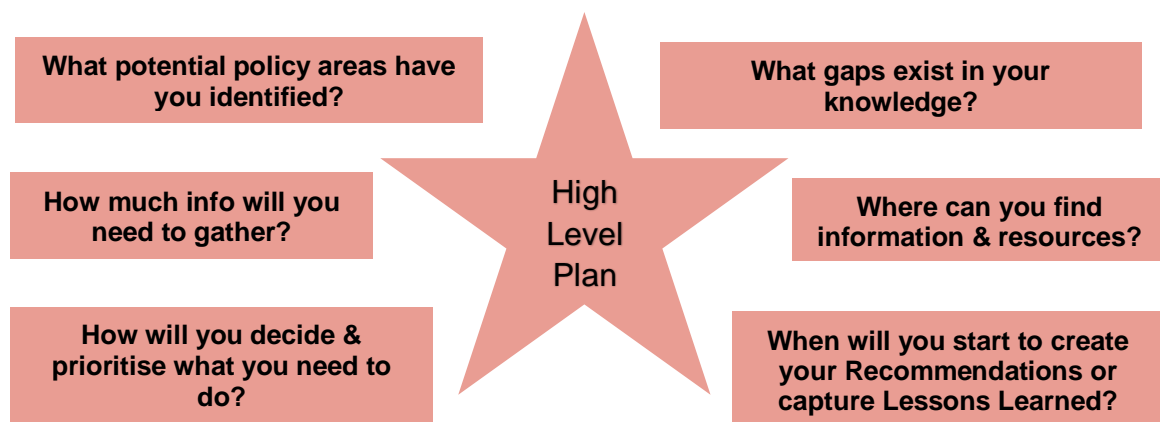 What potential policy areas have
you identified?
What gaps exist in your
knowledge?
How much info will you
need to gather?
High
Level
Plan
Where can you find
information & resources?
How will you decide &
prioritise what you need to
do?
When will you start to create
your Recommendations or
capture Lessons Learned?